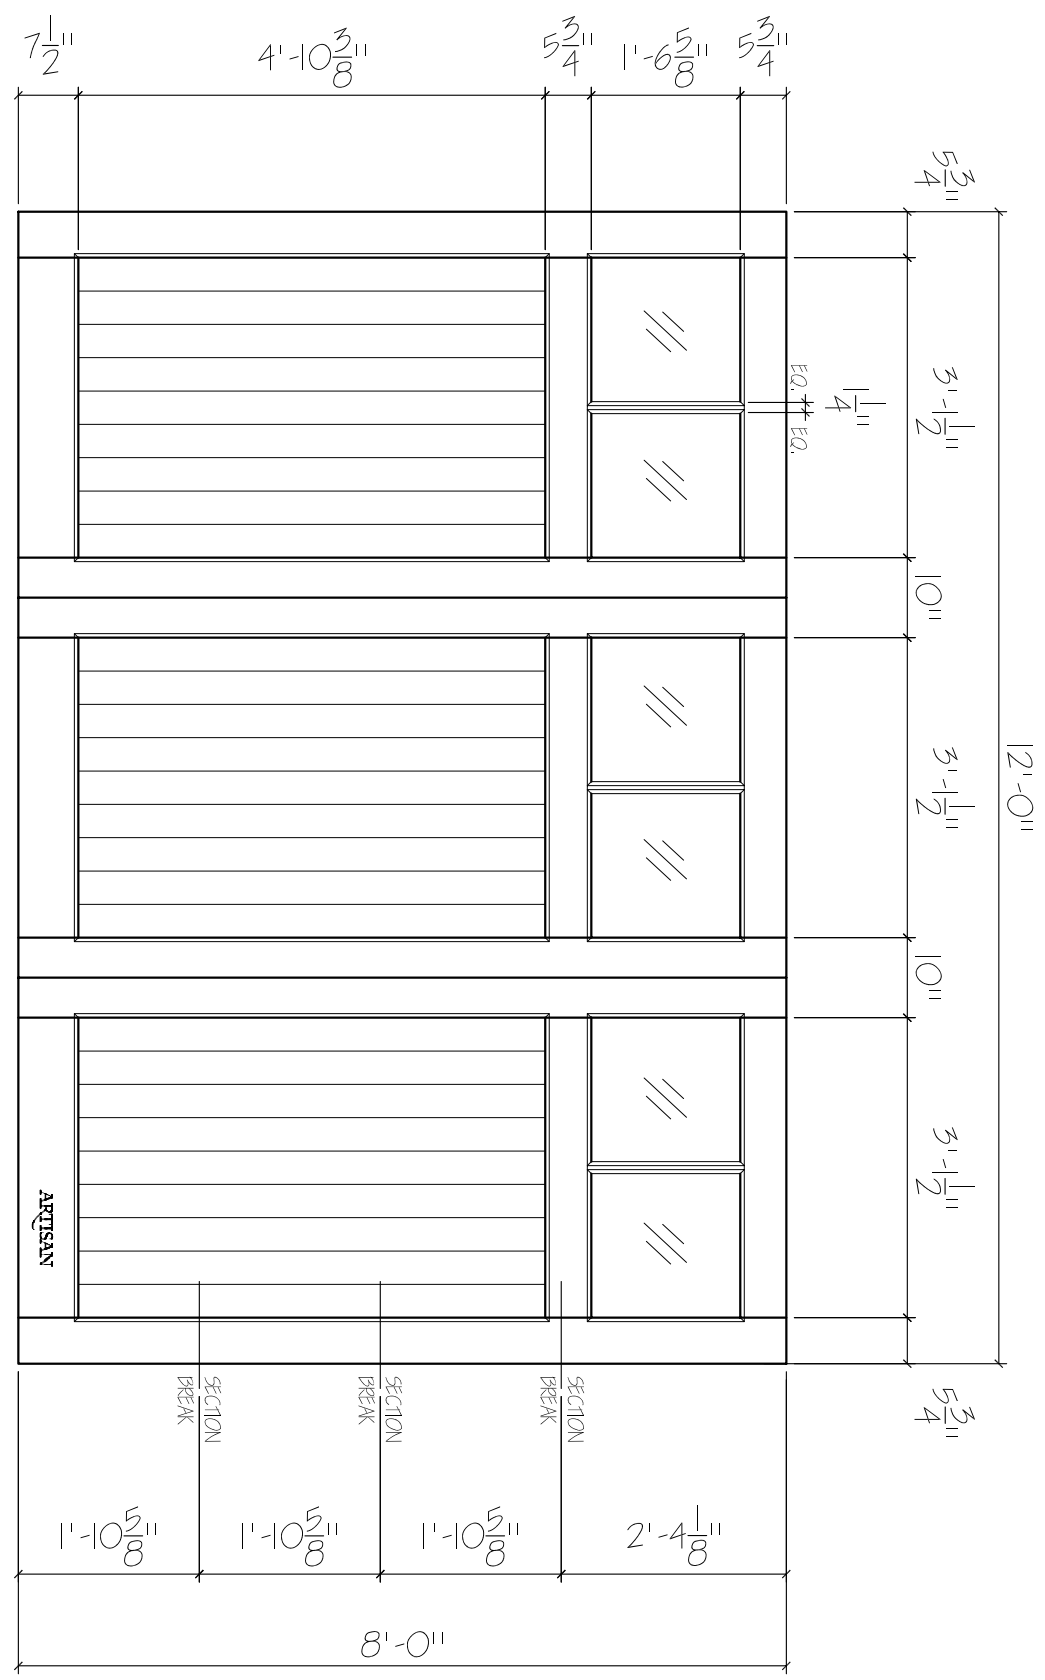 7 1/2"
4'-10 3/8"
5 3/4"
1'-6 5/8"
5 3/4"
5 3/4"
3'-1 1/2"
EQ.
EQ.
1 1/4"
10"
3'-1 1/2"
12'-0"
10"
3'-1 1/2"
5 3/4"
ARTISAN
SECTION
BREAK
SECTION
BREAK
SECTION
BREAK
1'-10 5/8"
1'-10 5/8"
1'-10 5/8"
2'-4 1/8"
8'-0"